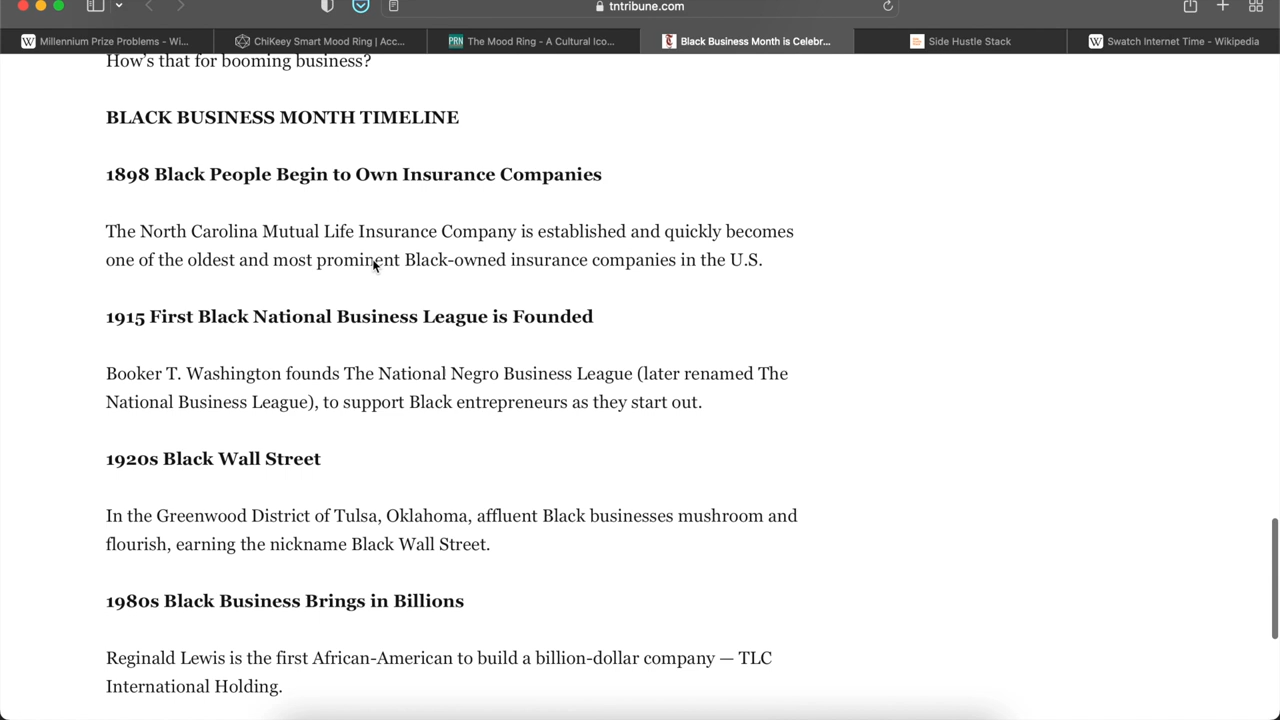 tntribune.com
Millennium Prize Problems - Wi...
ChiKeey Smart Mood Ring | Acc...
PRN
The Mood Ring - A Cultural Ico...
Black Business Month is Celebr...
Side Hustle Stack
W
Swatch Internet Time - Wikipedia
How's that for booming business?
BLACK BUSINESS MONTH TIMELINE
1898 Black People Begin to Own Insurance Companies
The North Carolina Mutual Life Insurance Company is established and quickly becomes
one of the oldest and most prominent Black-owned insurance companies in the U.S.
1915 First Black National Business League is Founded
Booker T. Washington founds The National Negro Business League (later renamed The
National Business League), to support Black entrepreneurs as they start out.
1920s Black Wall Street
In the Greenwood District of Tulsa, Oklahoma, affluent Black businesses mushroom and
flourish, earning the nickname Black Wall Street.
1980s Black Business Brings in Billions
Reginald Lewis is the first African-American to build a billion-dollar company — TLC
International Holding.